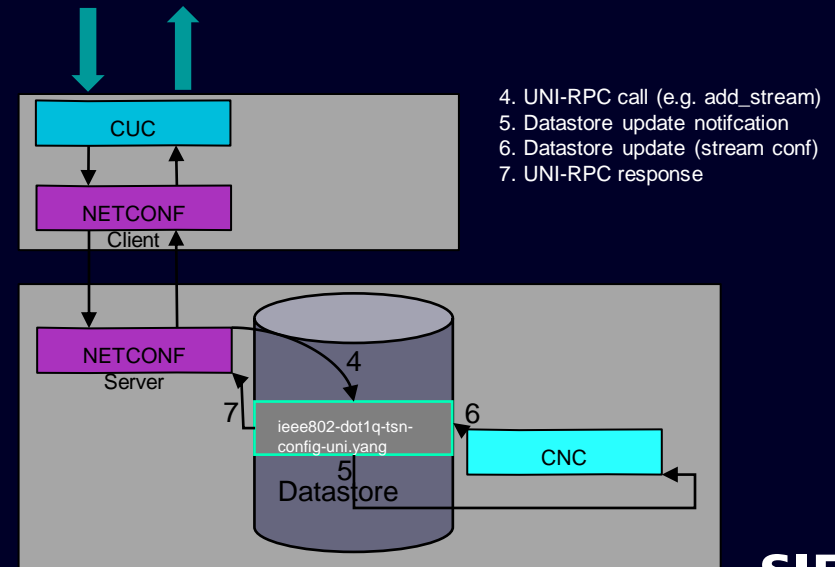 4. UNI-RPC call (e.g. add_stream)
5. Datastore update notifcation
6. Datastore update (stream conf)
7. UNI-RPC response
CUC
NETCONF
Client
NETCONF
Server
4
7
6
ieee802-dot1q-tsn-
config-uni.yang
CNC
5
Datastore